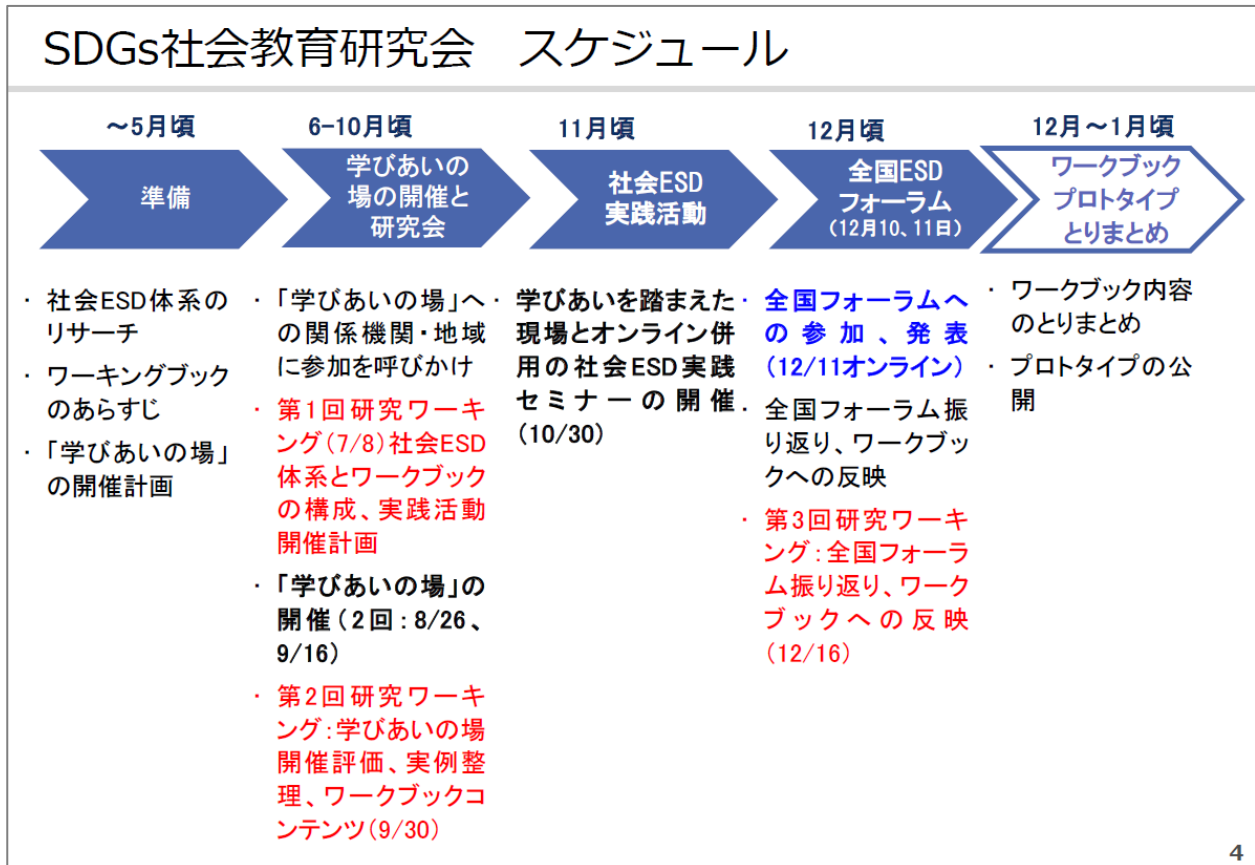 SDGs社会教育研究会　スケジュール
～5月頃
準備
・ 社会ESD体系の
リサーチ
・ ワーキングブック
のあらすじ
・ 「学びあいの場」
の開催計画
6-10月頃
学びあいの
場の開催と
研究会
・ 「学びあいの場」へ
の関係機関・地域
に参加を呼びかけ
・ 第1回研究ワーキ
ング(7/8)社会ESD
体系とワークブック
の構成、実践活動
開催計画
・ 「学びあいの場」の
開催(2回：8/26、
9/16)
・ 第2回研究ワーキ
ング：学びあいの場
開催評価、実例整
理、ワークブックコ
ンテンツ(9/30)
11月頃
社会ESD
実践活動
・ 学びあいを踏まえた
現場とオンライン併
用の社会ESD実践
セミナーの開催
(10/30)
12月頃
全国ESD
フォーラム
(12月10、11日)
・ 全国フォーラムへ
の参加、発表
(12/11オンライン)
・ 全国フォーラム振
り返り、ワークブッ
クへの反映
・ 第3回研究ワーキ
ング：全国フォーラ
ム振り返り、ワーク
ブックへの反映
(12/16)
12月～1月頃
ワークブック
プロトタイプ
とりまとめ
・ ワークブック内容
のとりまとめ
・ プロトタイプの公
開
4